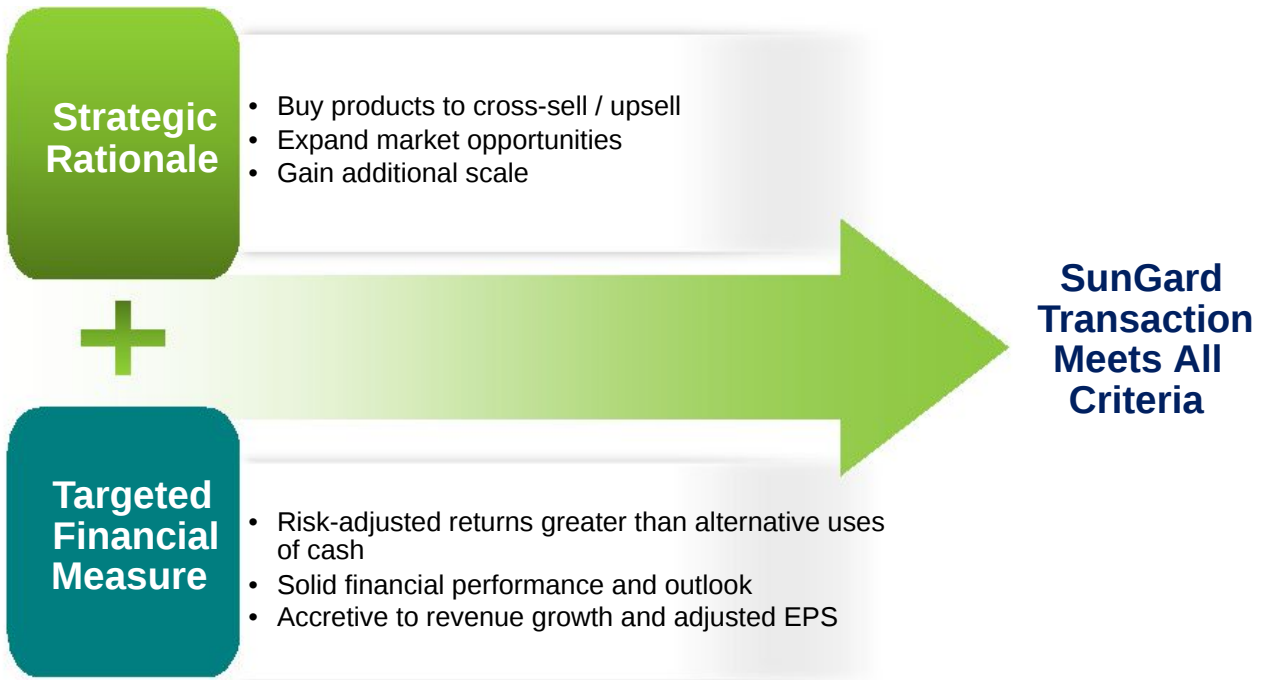 Strategic
Rationale
• Buy products to cross-sell / upsell
• Expand market opportunities
• Gain additional scale
+
SunGard
Transaction
Meets All
Criteria
Targeted
Financial
Measure
• Risk-adjusted returns greater than alternative uses
of cash
• Solid financial performance and outlook
• Accretive to revenue growth and adjusted EPS